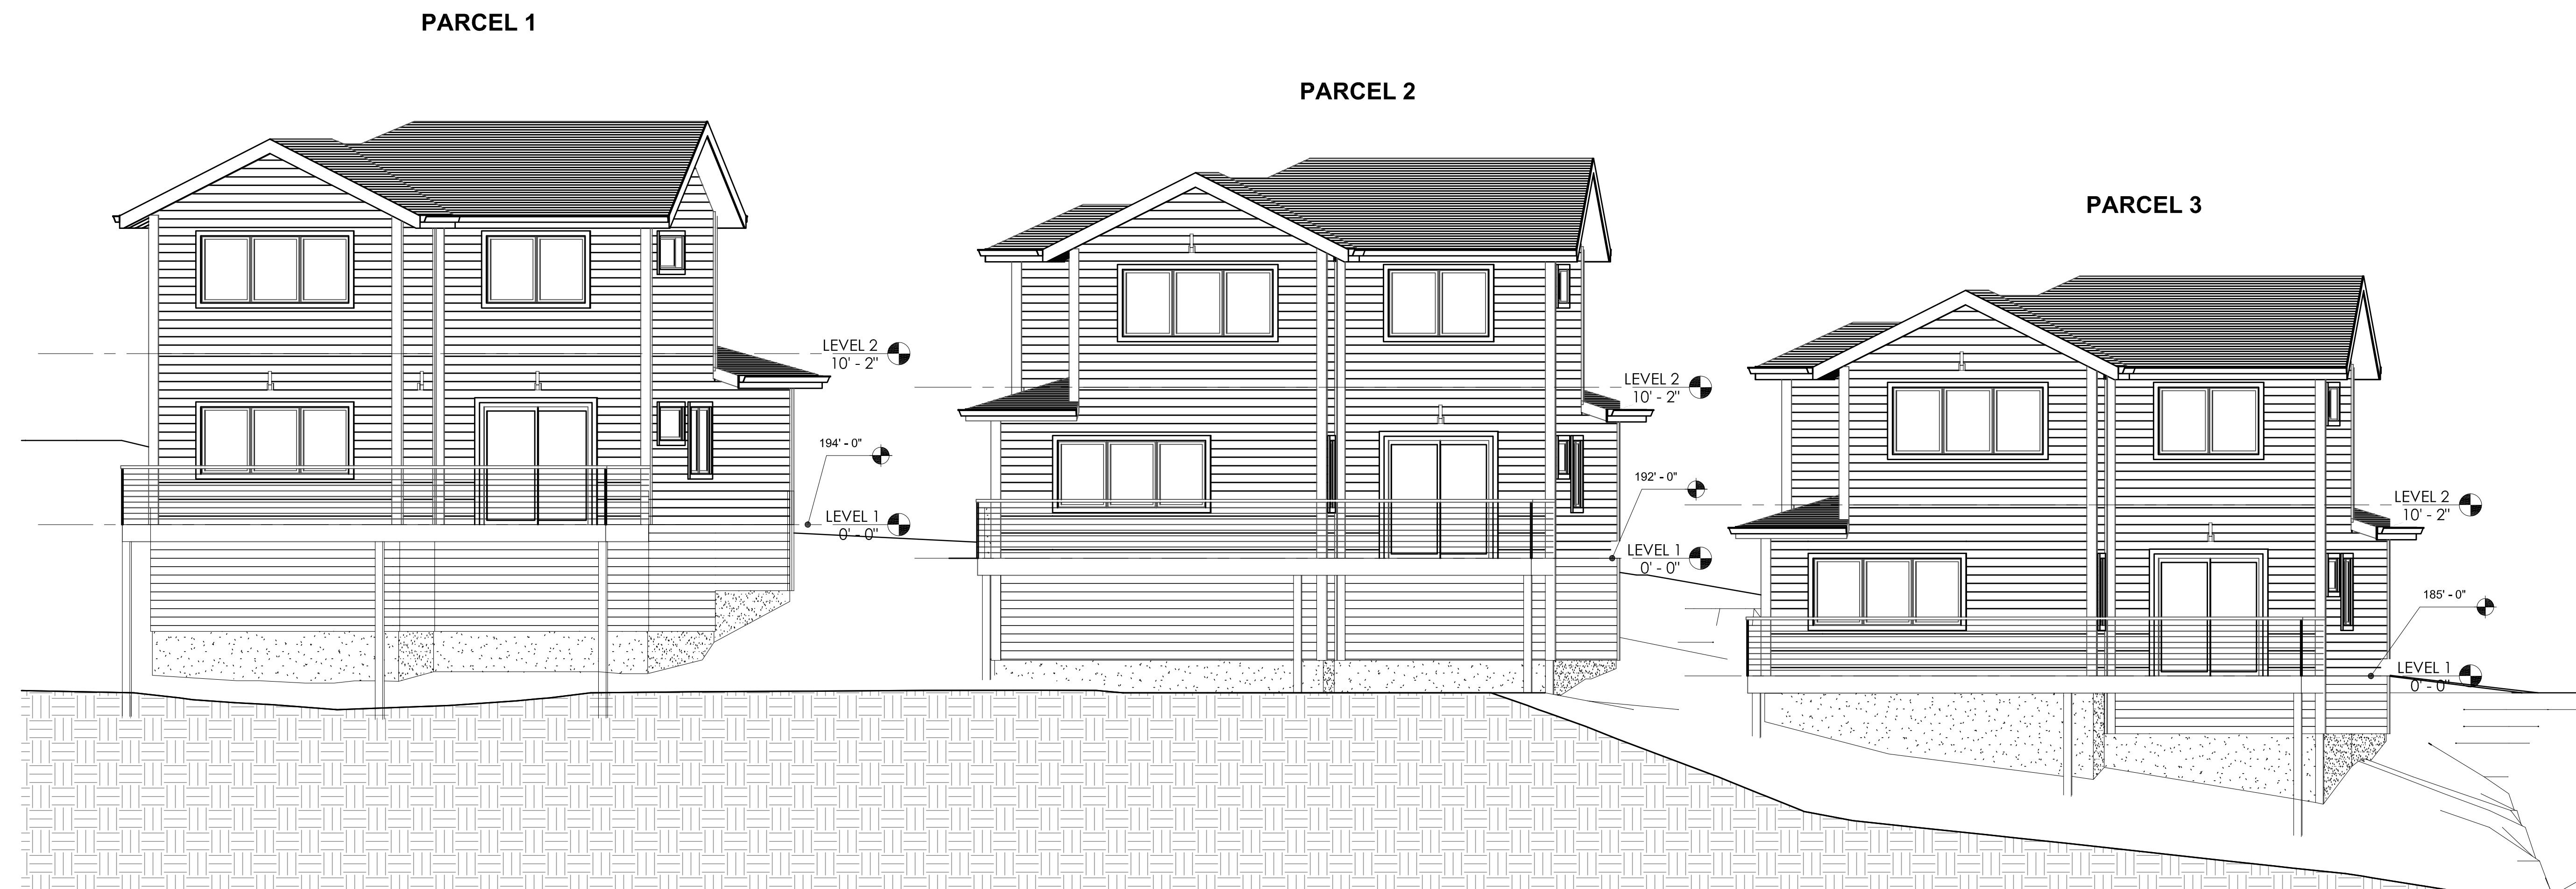 PARCEL 1
PARCEL 2
PARCEL 3
LEVEL 2
10' - 2"
194' - 0"
LEVEL 1
0' - 0"
LEVEL 2
10' - 2"
192' - 0"
LEVEL 1
0' - 0"
LEVEL 2
10' - 2"
185' - 0"
LEVEL 1
0' - 0"